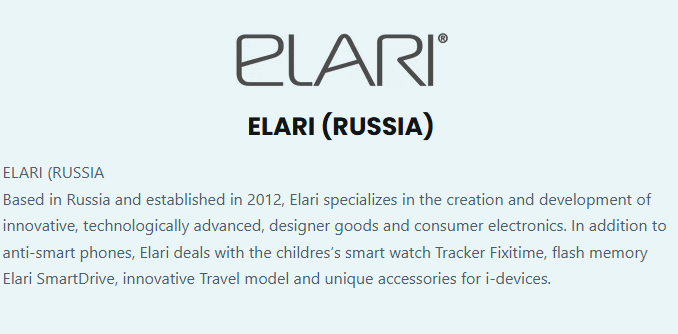 ELARI®
ELARI (RUSSIA)
ELARI (RUSSIA
Based in Russia and established in 2012, Elari specializes in the creation and development of
innovative, technologically advanced, designer goods and consumer electronics. In addition to
anti-smart phones, Elari deals with the childres’s smart watch Tracker Fixitime, flash memory
Elari SmartDrive, innovative Travel model and unique accessories for i-devices.